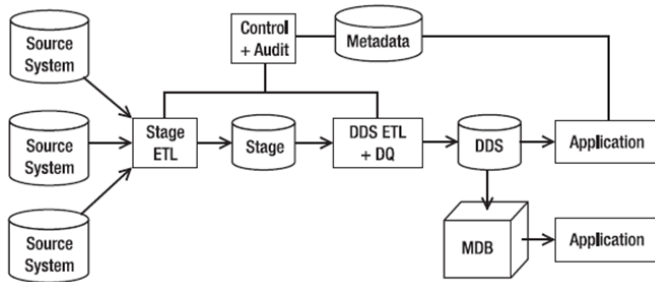 Source
System
Control
+ Audit
Metadata
Source
System
Stage
ETL
Stage
DDS ETL
+ DQ
DDS
Application
Source
System
MDB
Application